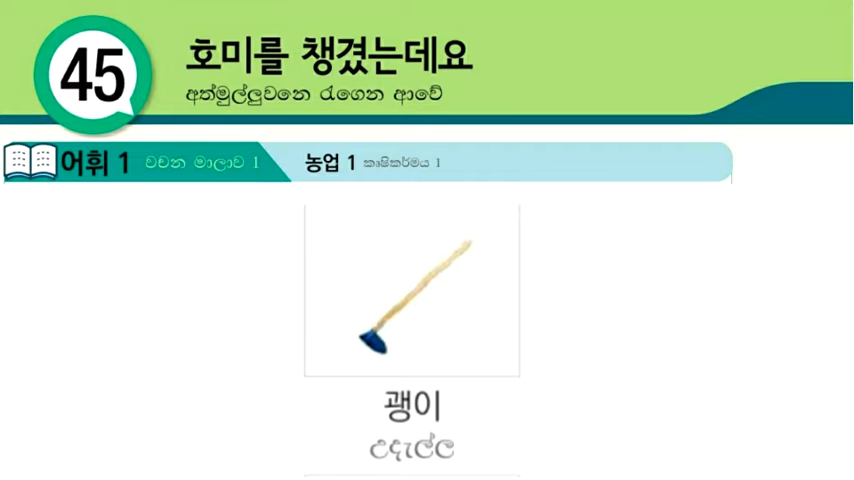 45
호미를 챙겼는데요
අත්මුල්ලුවනෙ රැගෙන ආවේ
어휘 1 වචන මාලාව 1
농업 1 කෘෂිකර්මය 1
괭이
උදැල්ල